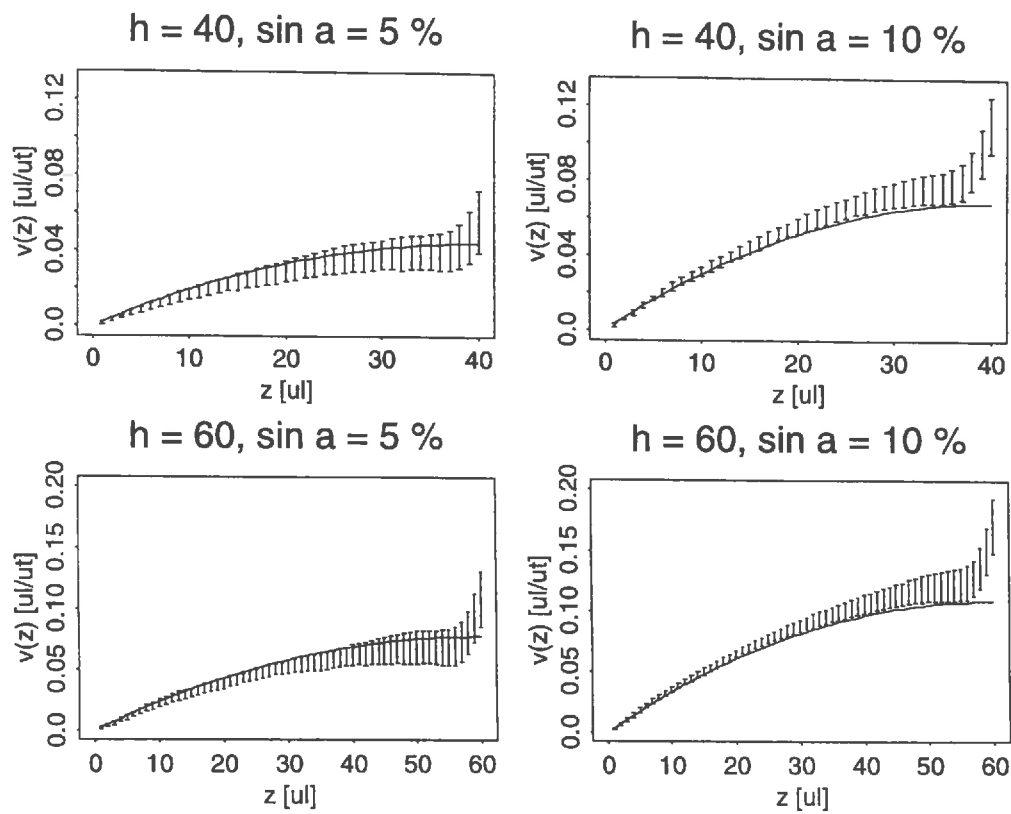 h = 40, sin a = 5 %
v(z) [ul/ut]
0.12
0.08
0.04
0.0
0 10 20 30 40
z [ul]
h = 40, sin a = 10 %
v(z) [ul/ut]
0.12
0.08
0.04
0.0
0 10 20 30 40
z [ul]
h = 60, sin a = 5 %
v(z) [ul/ut]
0.20
0.15
0.10
0.05
0.0
0 10 20 30 40 50 60
z [ul]
h = 60, sin a = 10 %
v(z) [ul/ut]
0.20
0.15
0.10
0.05
0.0
0 10 20 30 40 50 60
z [ul]